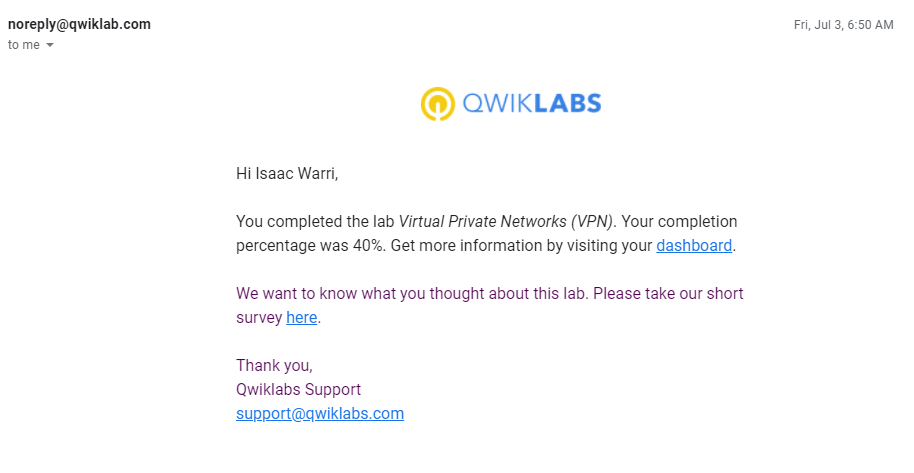 noreply@qwiklab.com
Fri, Jul 3, 6:50 AM
to me
QWIKLABS
Hi Isaac Warri,
You completed the lab Virtual Private Networks (VPN). Your completion
percentage was 40%. Get more information by visiting your dashboard.
We want to know what you thought about this lab. Please take our short
survey here.
Thank you,
Qwiklabs Support
support@qwiklabs.com